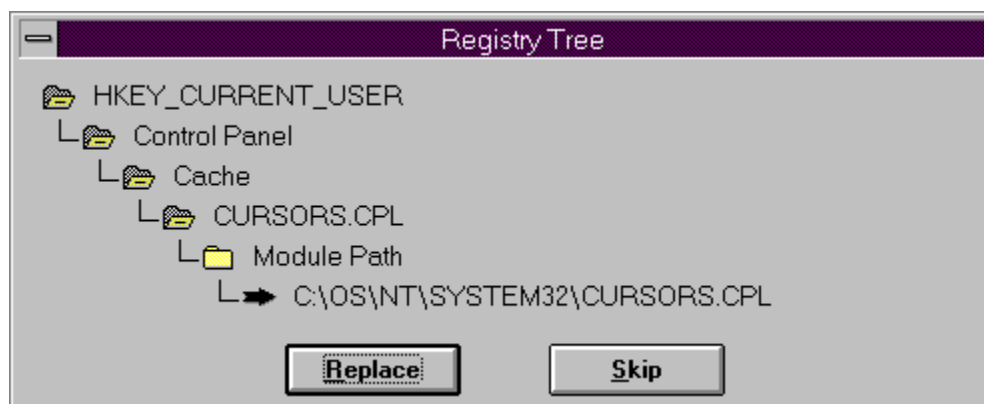 Registry Tree
HKEY_CURRENT_USER
Control Panel
Cache
CURSORS.CPL
Module Path
C:\OS\NT\SYSTEM32\CURSORS.CPL
Replace Skip